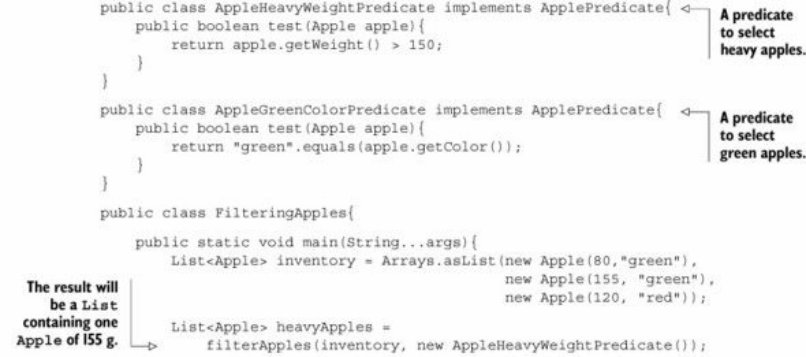 public class AppleHeavyWeightPredicate implements ApplePredicate{
    public boolean test(Apple apple){
        return apple.getWeight() > 150;
    }
}
A predicate
to select
heavy apples.
public class AppleGreenColorPredicate implements ApplePredicate{
    public boolean test(Apple apple){
        return "green".equals(apple.getColor());
    }
}
A predicate
to select
green apples.
public class FilteringApples{
    public static void main(String...args){
        List<Apple> inventory = Arrays.asList(new Apple(80,"green"),
                                              new Apple(155, "green"),
                                              new Apple(120, "red"));
The result will
be a List
containing one
Apple of 155 g.
        List<Apple> heavyApples =
            filterApples(inventory, new AppleHeavyWeightPredicate());